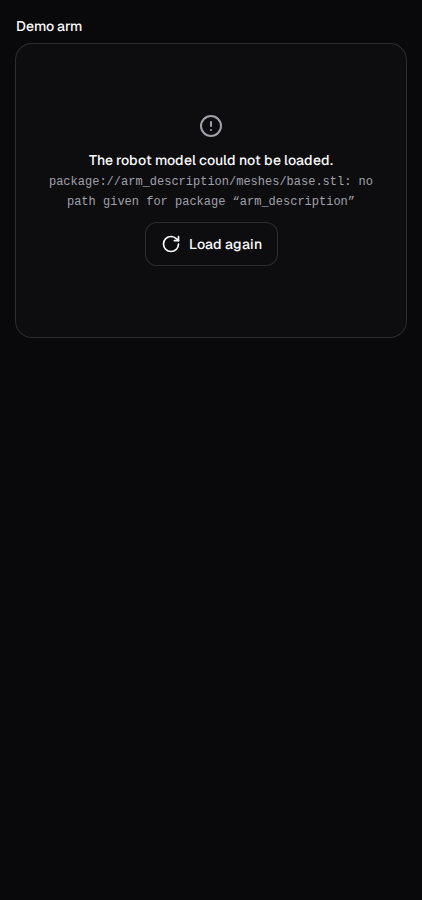 Demo arm
The robot model could not be loaded.
package://arm_description/meshes/base.stl: no
path given for package “arm_description”
Load again